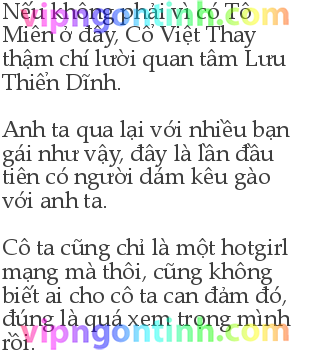 Nếu không phải vì có Tô
Miên ở đây, Cổ Việt Thay
thậm chí lười quan tâm Lưu
Thiển Dĩnh.
Anh ta qua lại với nhiều bạn
gái như vậy, đây là lần đầu
tiên có người dám kêu gào
với anh ta.
Cô ta cũng chỉ là một hotgirl
mạng mà thôi, cũng không
biết ai cho cô ta can đảm đó,
đúng là quá xem trọng mình
rồi.
vipngontinh.com
vipngontinh.com